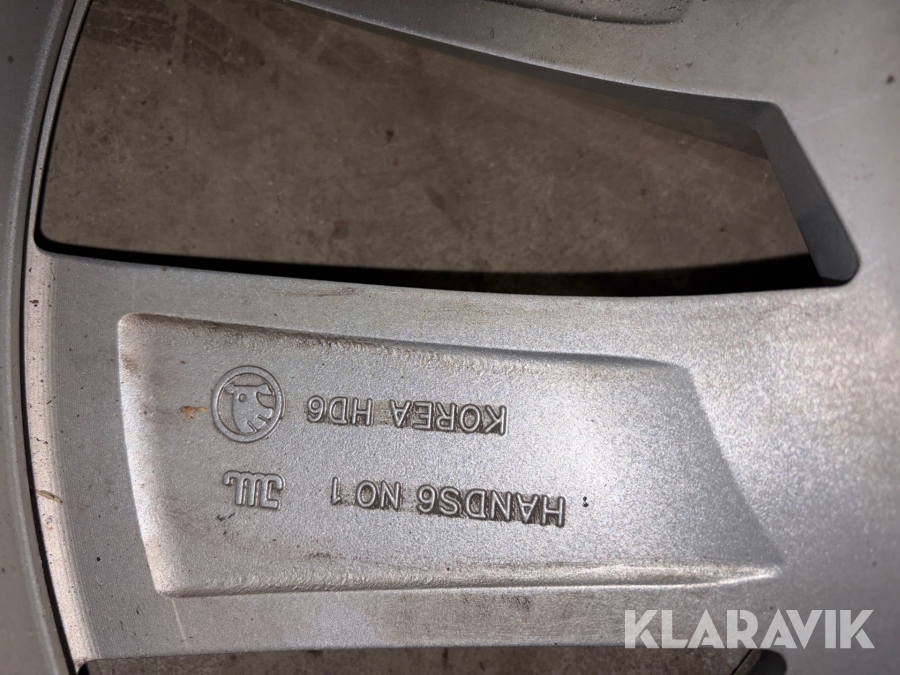 HANDS6 NO 1 JWL
KOREA HD6
KLARAVIK